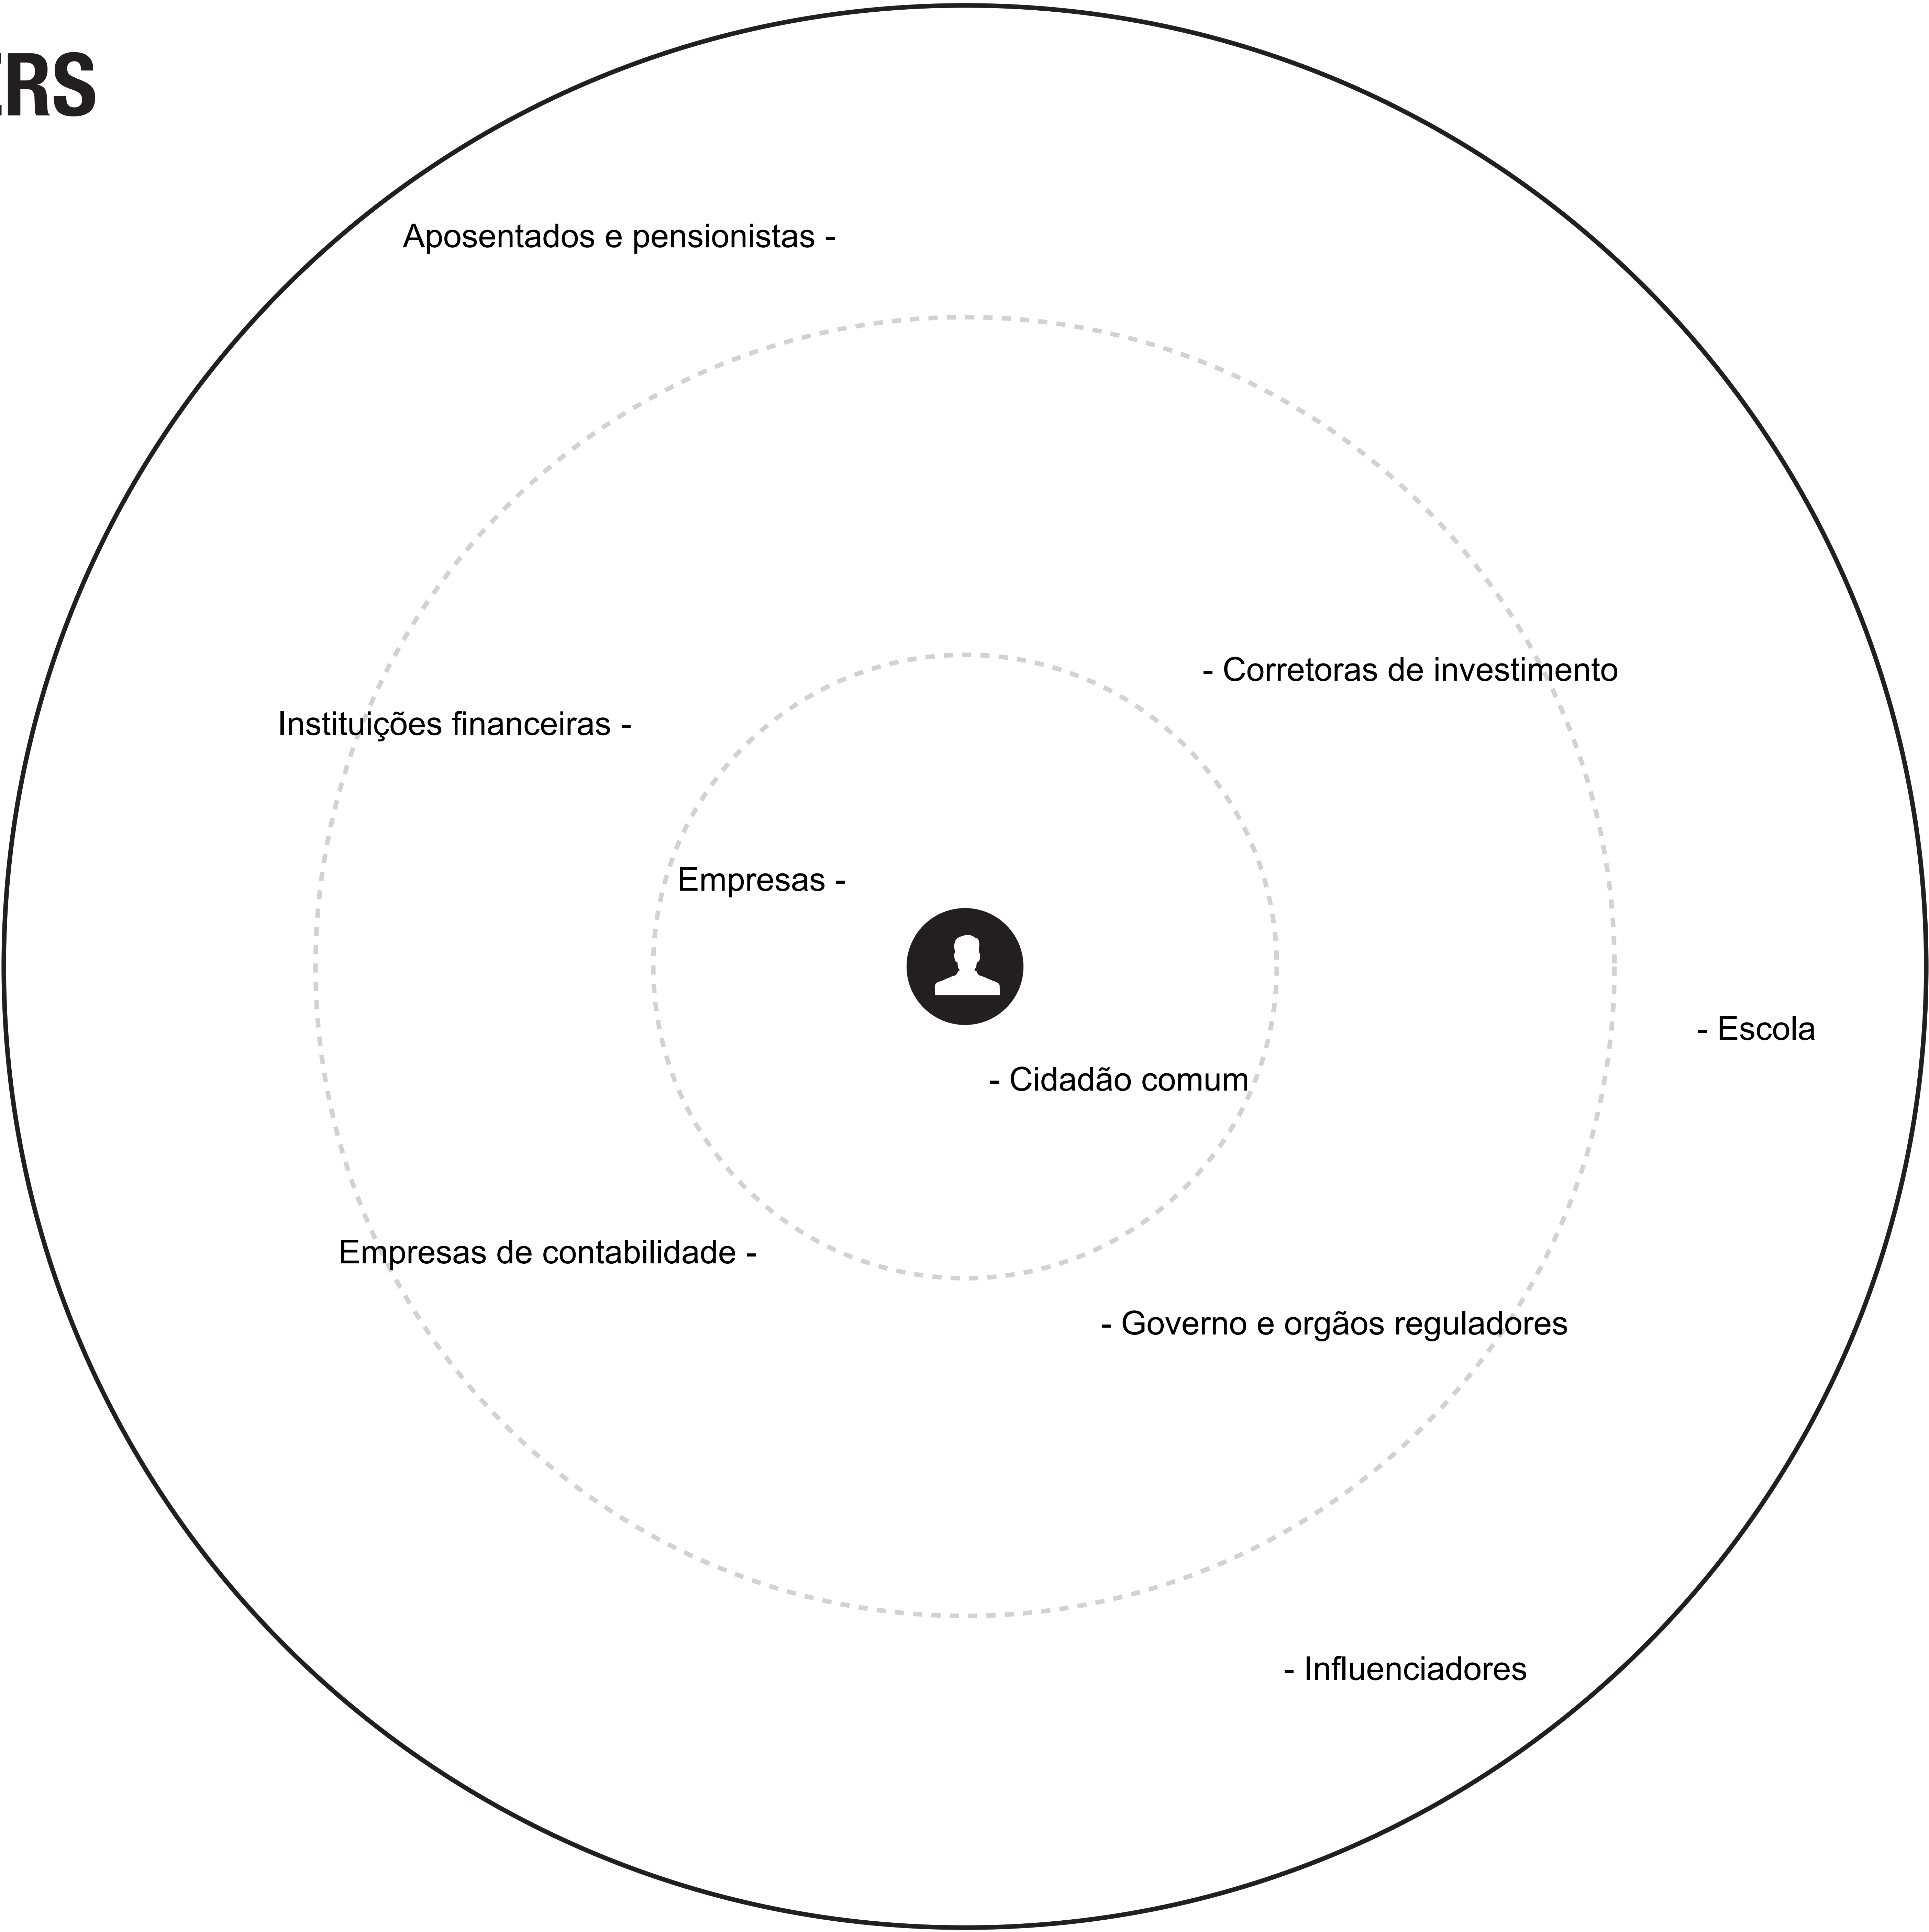 ERS
Aposentados e pensionistas -
- Corretoras de investimento
Instituições financeiras -
Empresas -
- Escola
- Cidadão comum
Empresas de contabilidade -
- Governo e orgãos reguladores
- Influenciadores